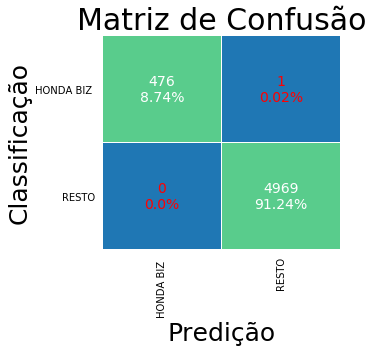 Matriz de Confusão
Classificação
HONDA BIZ
476
8.74%
1
0.02%
RESTO
0
0.0%
4969
91.24%
HONDA BIZ
RESTO
Predição